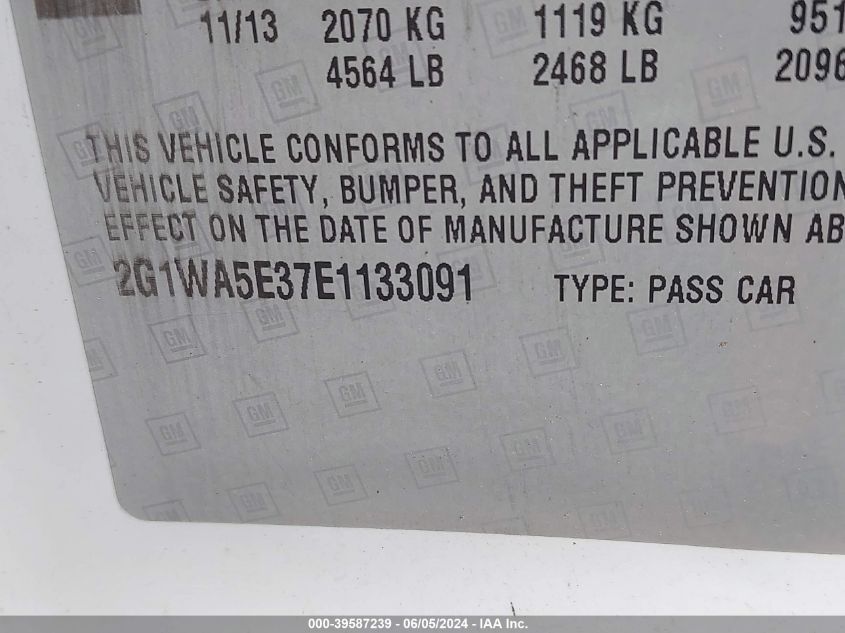 11/13 2070 KG 1119 KG 951
4564 LB 2468 LB 2096
THIS VEHICLE CONFORMS TO ALL APPLICABLE U.S.
VEHICLE SAFETY, BUMPER, AND THEFT PREVENTION
EFFECT ON THE DATE OF MANUFACTURE SHOWN AB
2G1WA5E37E1133091 TYPE: PASS CAR
000-39587239 - 06/05/2024 - IAA Inc.